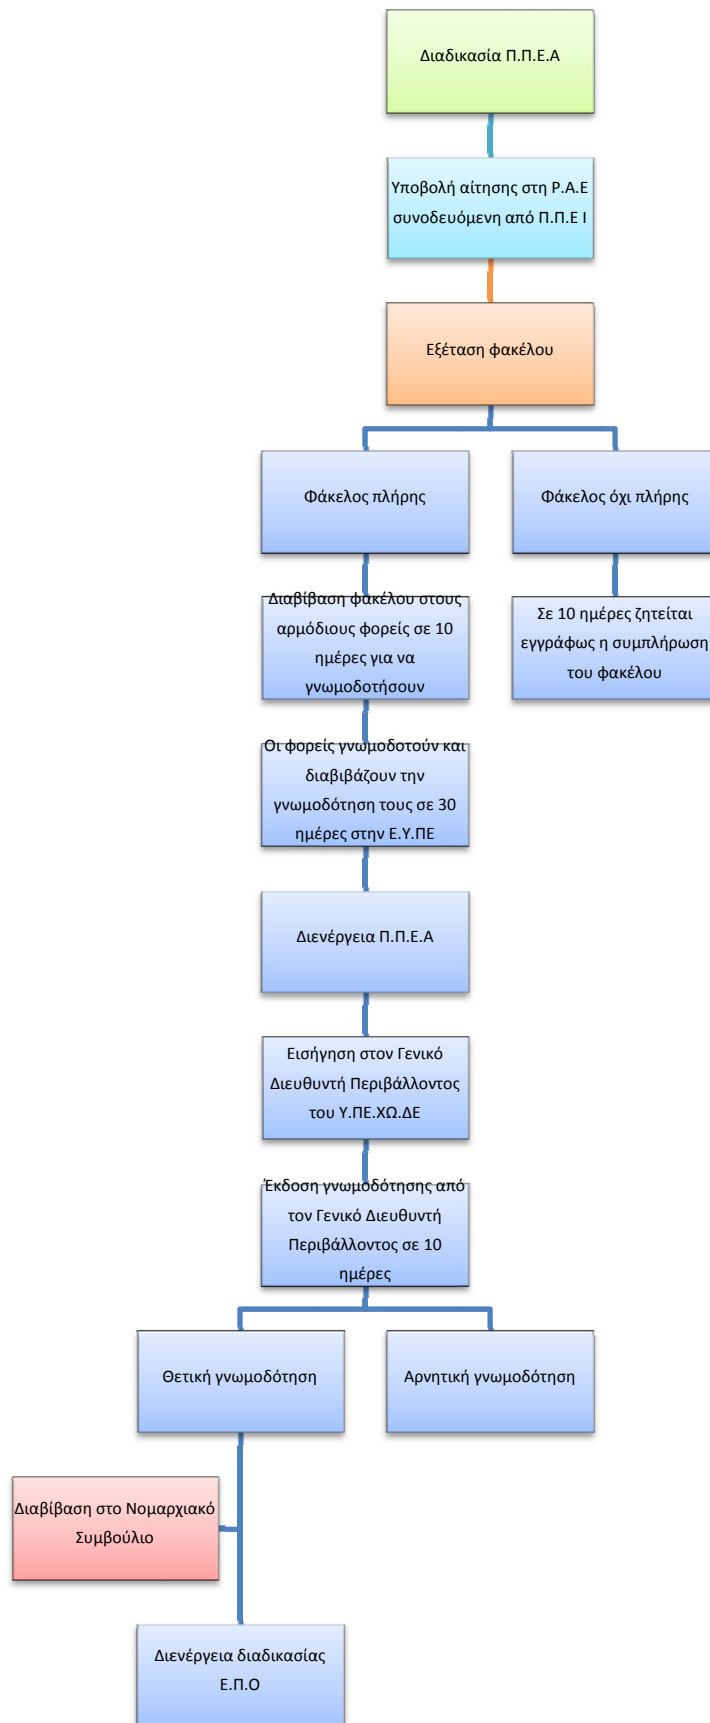 Διαδικασία Π.Π.Ε.Α
Υποβολή αίτησης στη Ρ.Α.Ε
συνοδευόμενη από Π.Π.Ε Ι
Εξέταση φακέλου
Φάκελος πλήρης
Φάκελος όχι πλήρης
Διαβίβαση φακέλου στους
αρμόδιους φορείς σε 10
ημέρες για να
γνωμοδοτήσουν
Σε 10 ημέρες ζητείται
εγγράφως η συμπλήρωση
του φακέλου
Οι φορείς γνωμοδοτούν και
διαβιβάζουν την
γνωμοδότηση τους σε 30
ημέρες στην Ε.Υ.ΠΕ
Διενέργεια Π.Π.Ε.Α
Εισήγηση στον Γενικό
Διευθυντή Περιβάλλοντος
του Υ.ΠΕ.ΧΩ.ΔΕ
Έκδοση γνωμοδότησης από
τον Γενικό Διευθυντή
Περιβάλλοντος σε 10
ημέρες
Θετική γνωμοδότηση
Αρνητική γνωμοδότηση
Διαβίβαση στο Νομαρχιακό
Συμβούλιο
Διενέργεια διαδικασίας
Ε.Π.Ο